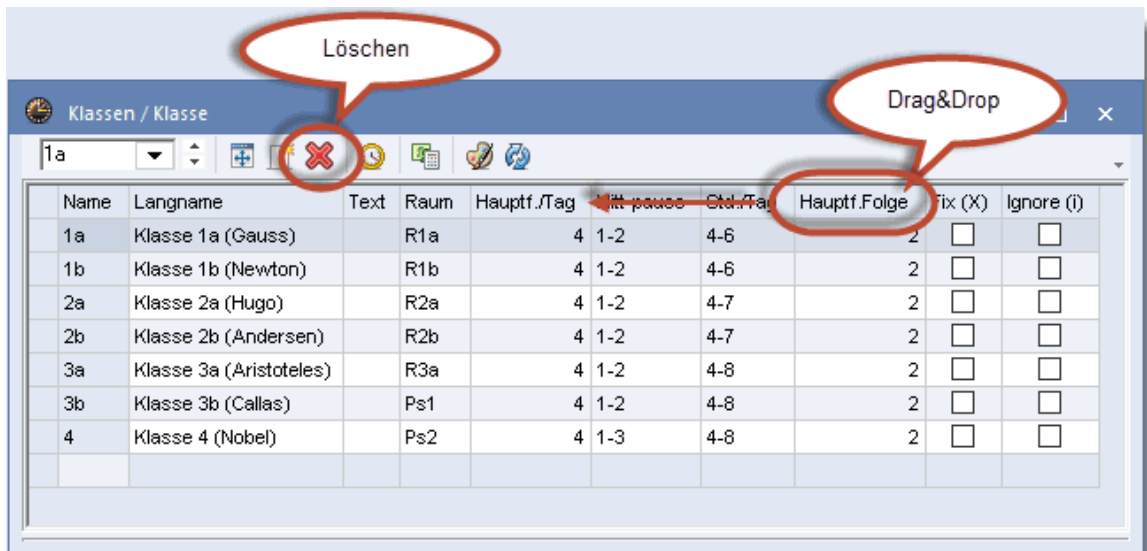 Löschen
Drag&Drop
Klassen / Klasse
1a
Name Langname Text Raum Hauptf./Tag Mitt-pause Std./Tag Hauptf.Folge Fix (X) Ignore (i)
1a Klasse 1a (Gauss) R1a 4 1-2 4-6 2
1b Klasse 1b (Newton) R1b 4 1-2 4-6 2
2a Klasse 2a (Hugo) R2a 4 1-2 4-7 2
2b Klasse 2b (Andersen) R2b 4 1-2 4-7 2
3a Klasse 3a (Aristoteles) R3a 4 1-2 4-8 2
3b Klasse 3b (Callas) Ps1 4 1-2 4-8 2
4 Klasse 4 (Nobel) Ps2 4 1-3 4-8 2